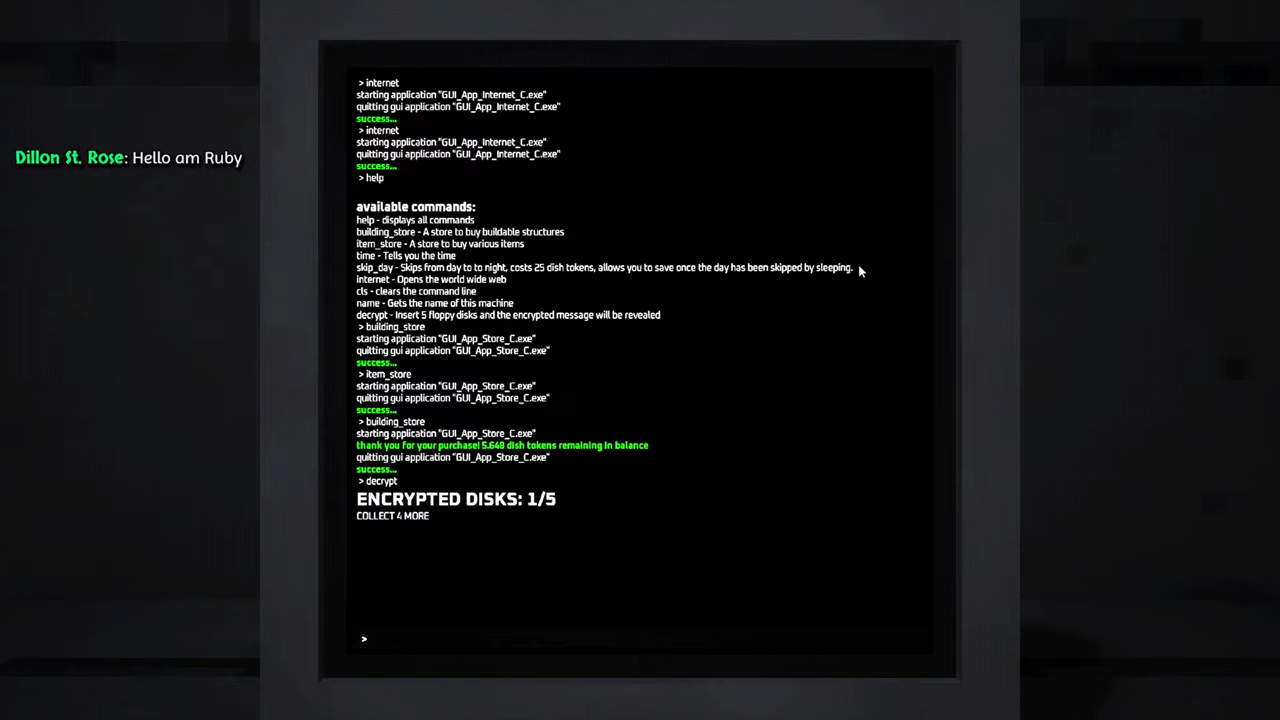 > internet
starting application "GUI_App_Internet_C.exe"
quitting gui application "GUI_App_Internet_C.exe"
success...
> internet
starting application "GUI_App_Internet_C.exe"
quitting gui application "GUI_App_Internet_C.exe"
success...
Dillon St. Rose: Hello am Ruby
> help
available commands:
help - displays all commands
building_store - A store to buy buildable structures
item_store - A store to buy various items
time - Tells you the time
skip_day - Skips from day to to night, costs 25 dish tokens, allows you to save once the day has been skipped by sleeping.
internet - Opens the world wide web
cls - clears the command line
name - Gets the name of this machine
decrypt - Insert 5 floppy disks and the encrypted message will be revealed
> building_store
starting application "GUI_App_Store_C.exe"
quitting gui application "GUI_App_Store_C.exe"
success...
> item_store
starting application "GUI_App_Store_C.exe"
quitting gui application "GUI_App_Store_C.exe"
success...
> building_store
starting application "GUI_App_Store_C.exe"
thank you for your purchase! 5.648 dish tokens remaining in balance
quitting gui application "GUI_App_Store_C.exe"
success...
> decrypt
ENCRYPTED DISKS: 1/5
COLLECT 4 MORE
>